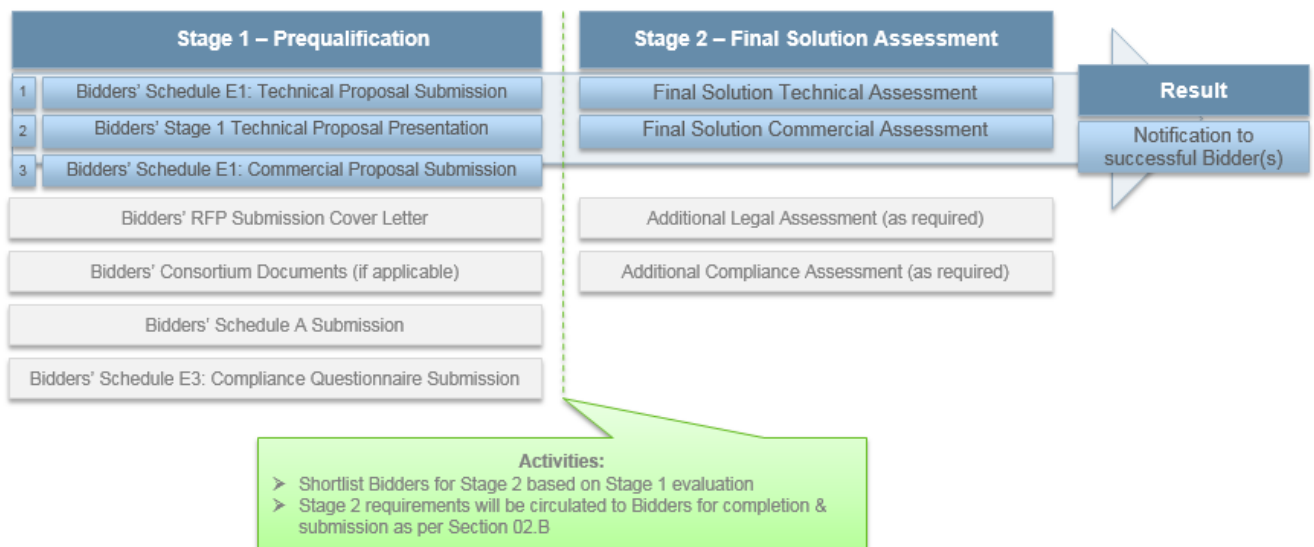 Stage 1 – Prequalification
1
Bidders' Schedule E1: Technical Proposal Submission
2
Bidders' Stage 1 Technical Proposal Presentation
3
Bidders' Schedule E1: Commercial Proposal Submission
Bidders' RFP Submission Cover Letter
Bidders' Consortium Documents (if applicable)
Bidders' Schedule A Submission
Bidders' Schedule E3: Compliance Questionnaire Submission
Stage 2 – Final Solution Assessment
Final Solution Technical Assessment
Final Solution Commercial Assessment
Additional Legal Assessment (as required)
Additional Compliance Assessment (as required)
Result
Notification to
successful Bidder(s)
Activities:
➢ Shortlist Bidders for Stage 2 based on Stage 1 evaluation
➢ Stage 2 requirements will be circulated to Bidders for completion &
submission as per Section 02.B